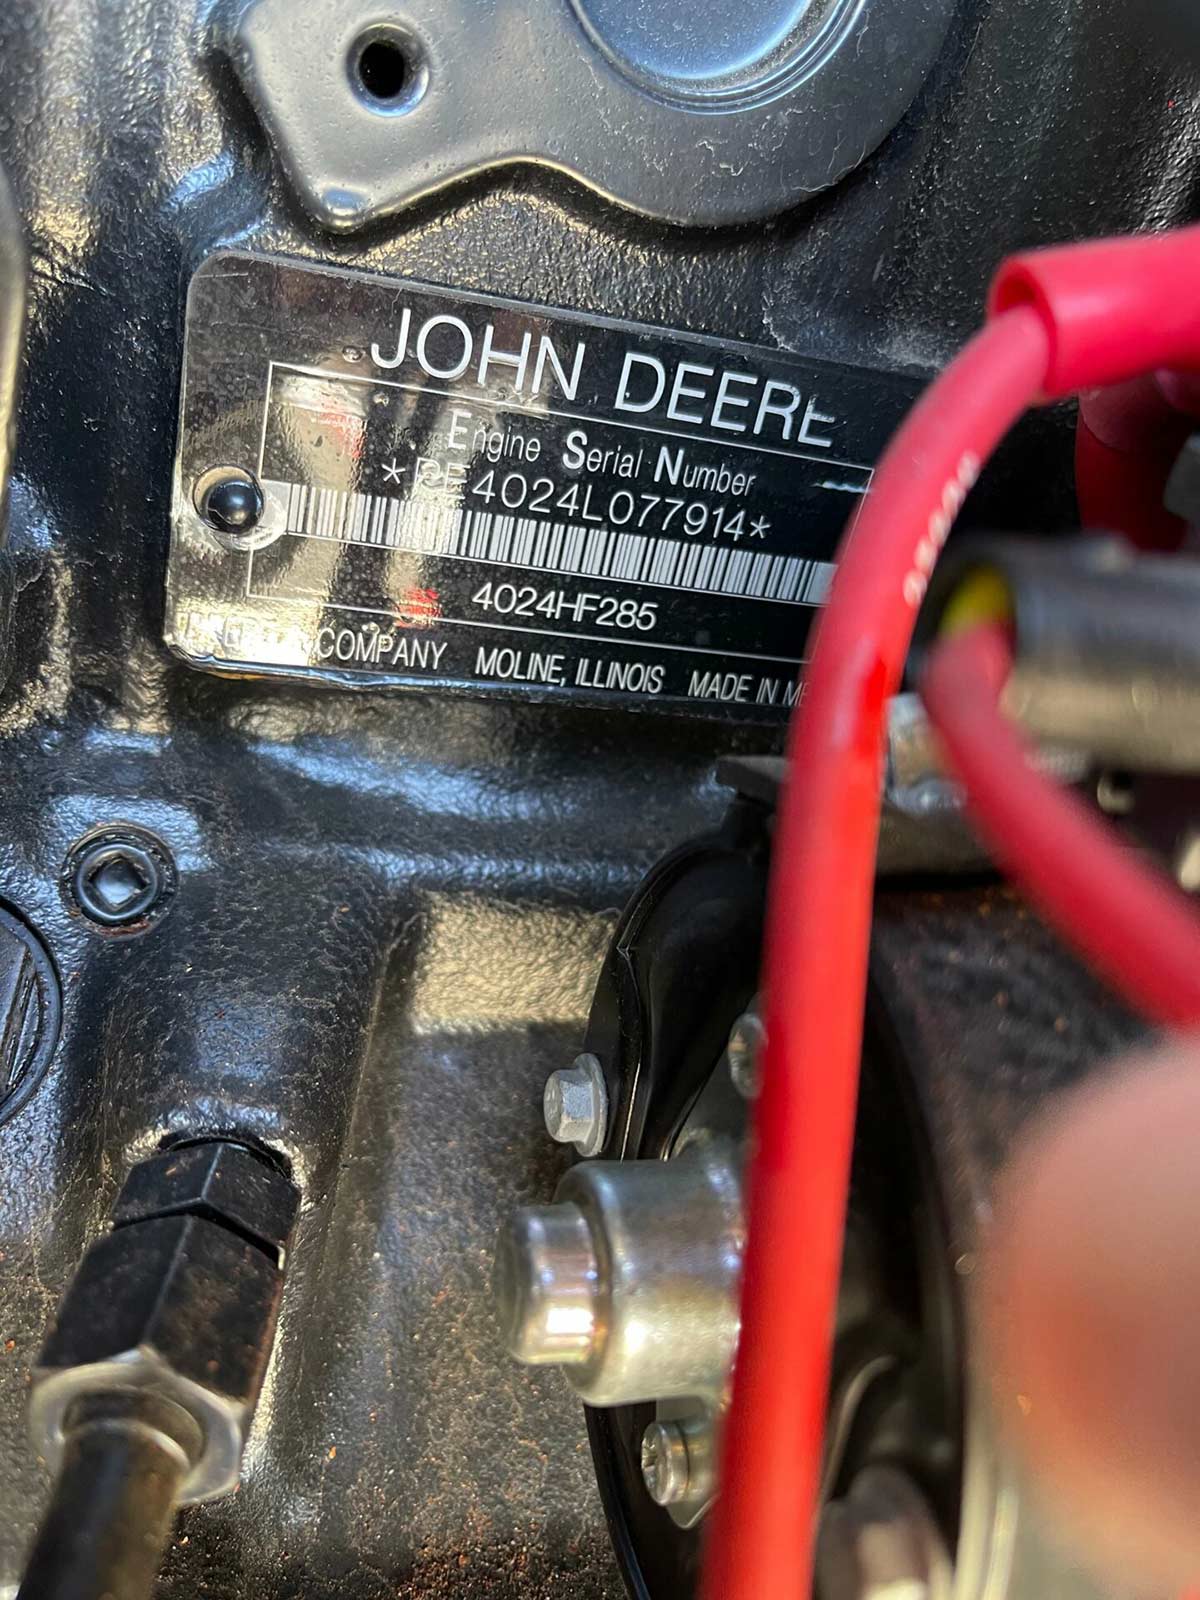 JOHN DEERE
Engine Serial Number
*PE4024L077914*
4024HF285
COMPANY MOLINE, ILLINOIS MADE IN